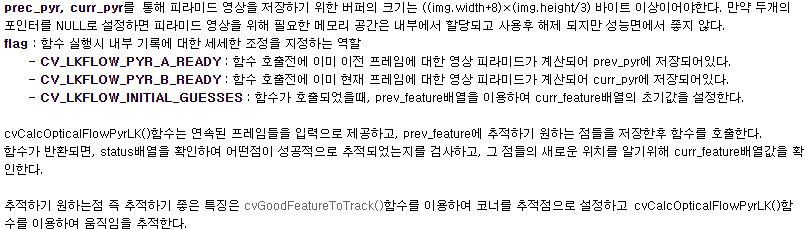 prec_pyr, curr_pyr를 통해 피라미드 영상을 저장하기 위한 버퍼의 크기는 ((img.width+8)×(img.height/3) 바이트 이상이어야한다. 만약 두개의
포인터를 NULL로 설정하면 피라미드 영상을 위해 필요한 메모리 공간은 내부에서 할당되고 사용후 해제 되지만 성능면에서 좋지 않다.
flag : 함수 실행시 내부 기록에 대한 세세한 조정을 지정하는 역할
- CV_LKFLOW_PYR_A_READY : 함수 호출전에 이미 이전 프레임에 대한 영상 피라미드가 계산되어 prev_pyr에 저장되어있다.
- CV_LKFLOW_PYR_B_READY : 함수 호출전에 이미 현재 프레임에 대한 영상 피라미드가 계산되어 curr_pyr에 저장되어있다.
- CV_LKFLOW_INITIAL_GUESSES : 함수가 호출되었을때, prev_feature배열을 이용하여 curr_feature배열의 초기값을 설정한다.
cvCalcOpticalFlowPyrLK()함수는 연속된 프레임들을 입력으로 제공하고, prev_feature에 추적하기 원하는 점들을 저장한후 함수를 호출한다.
함수가 반환되면, status배열을 확인하여 어떤점이 성공적으로 추적되었는지를 검사하고, 그 점들의 새로운 위치를 알기위해 curr_feature배열값을 확
인한다.
추적하기 원하는점 즉 추적하기 좋은 특징은 cvGoodFeatureToTrack()함수를 이용하여 코너를 추적점으로 설정하고 cvCalcOpticalFlowPyrLK()함
수를 이용하여 움직임을 추적한다.